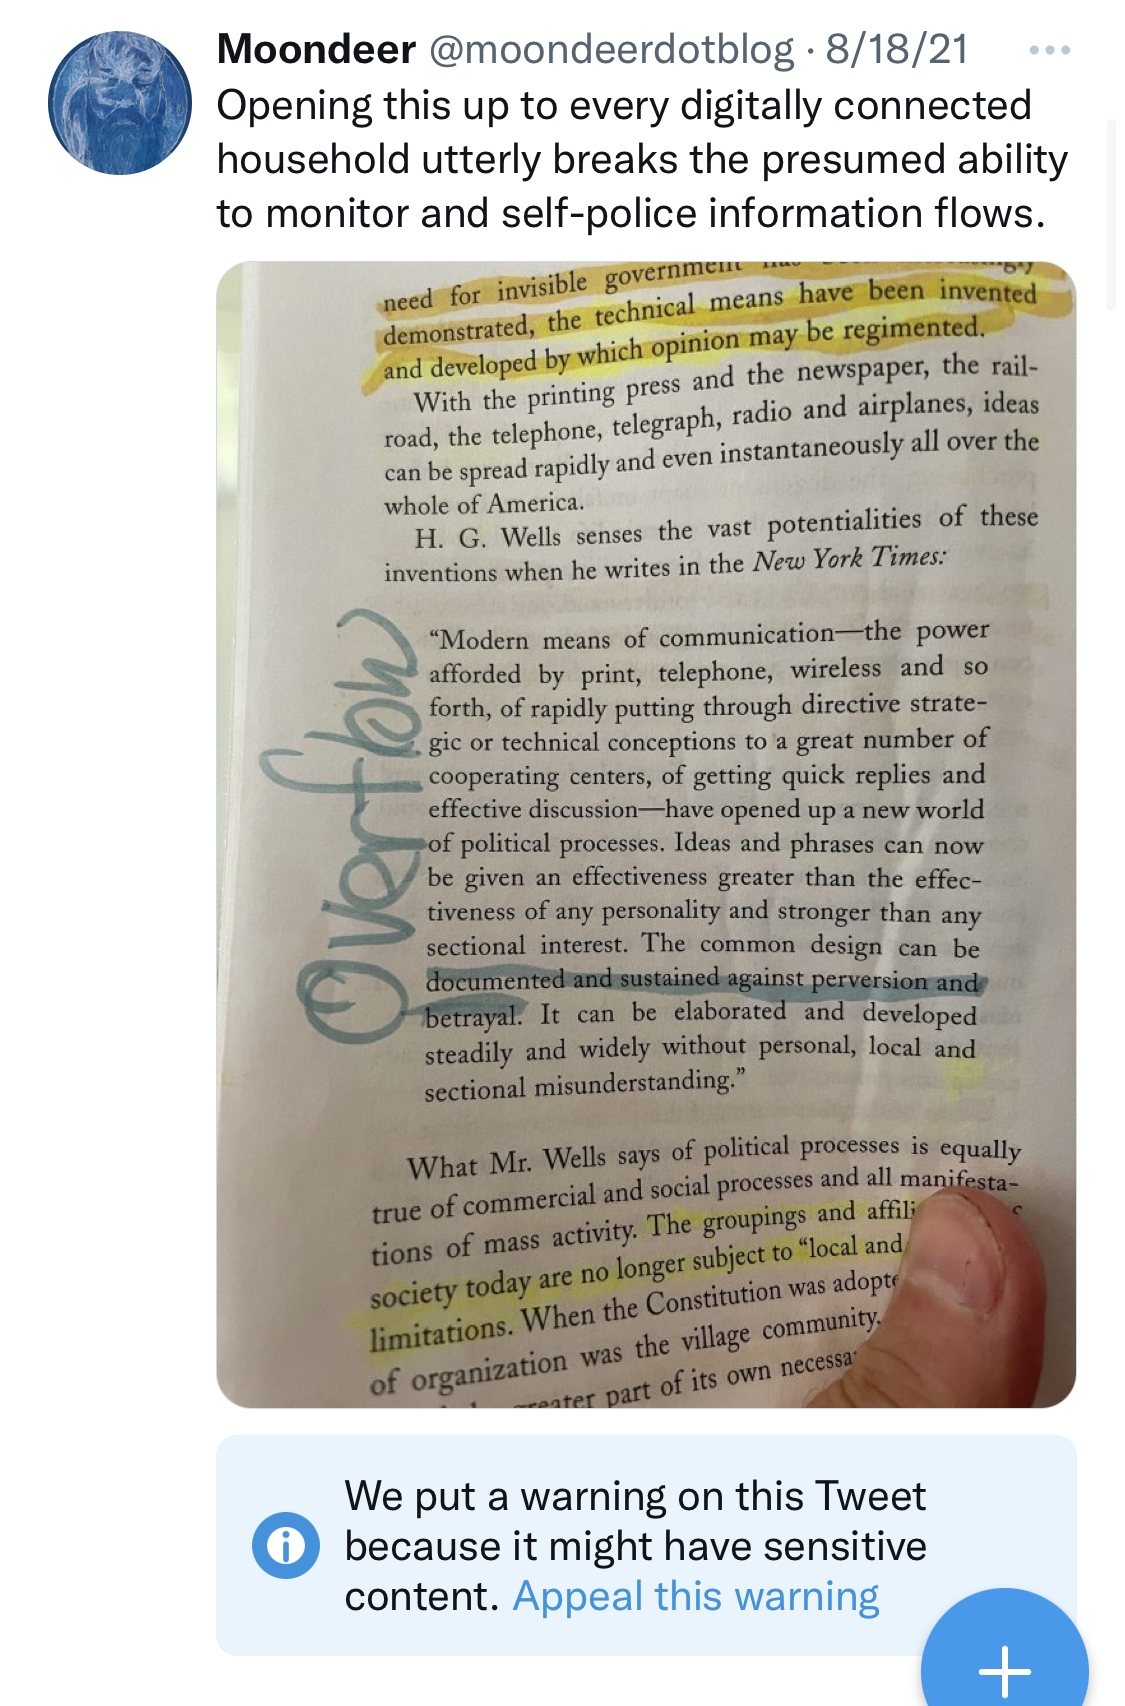 Moondeer @moondeerdotblog · 8/18/21
Opening this up to every digitally connected
household utterly breaks the presumed ability
to monitor and self-police information flows.
need for invisible government
demonstrated, the technical means have been invented
and developed by which opinion may be regimented.
With the printing press and the newspaper, the rail-
road, the telephone, telegraph, radio and airplanes, ideas
can be spread rapidly and even instantaneously all over the
whole of America.
H. G. Wells senses the vast potentialities of these
inventions when he writes in the New York Times:
Overflow
“Modern means of communication—the power
afforded by print, telephone, wireless and so
forth, of rapidly putting through directive strate-
gic or technical conceptions to a great number of
cooperating centers, of getting quick replies and
effective discussion—have opened up a new world
of political processes. Ideas and phrases can now
be given an effectiveness greater than the effec-
tiveness of any personality and stronger than any
sectional interest. The common design can be
documented and sustained against perversion and
betrayal. It can be elaborated and developed
steadily and widely without personal, local and
sectional misunderstanding.”
What Mr. Wells says of political processes is equally
true of commercial and social processes and all manifesta-
tions of mass activity. The groupings and affili
society today are no longer subject to “local and
limitations. When the Constitution was adopte
of organization was the village community.
part of its own necessa
We put a warning on this Tweet
because it might have sensitive
content. Appeal this warning